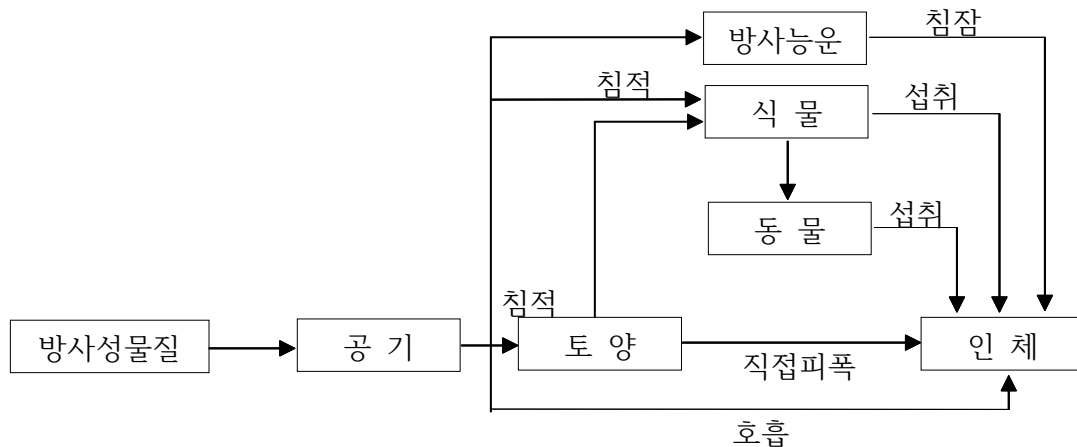 방사능운
침잠
침적
식 물
섭취
동 물
섭취
침적
방사성물질
공 기
토 양
인 체
직접피폭
호흡